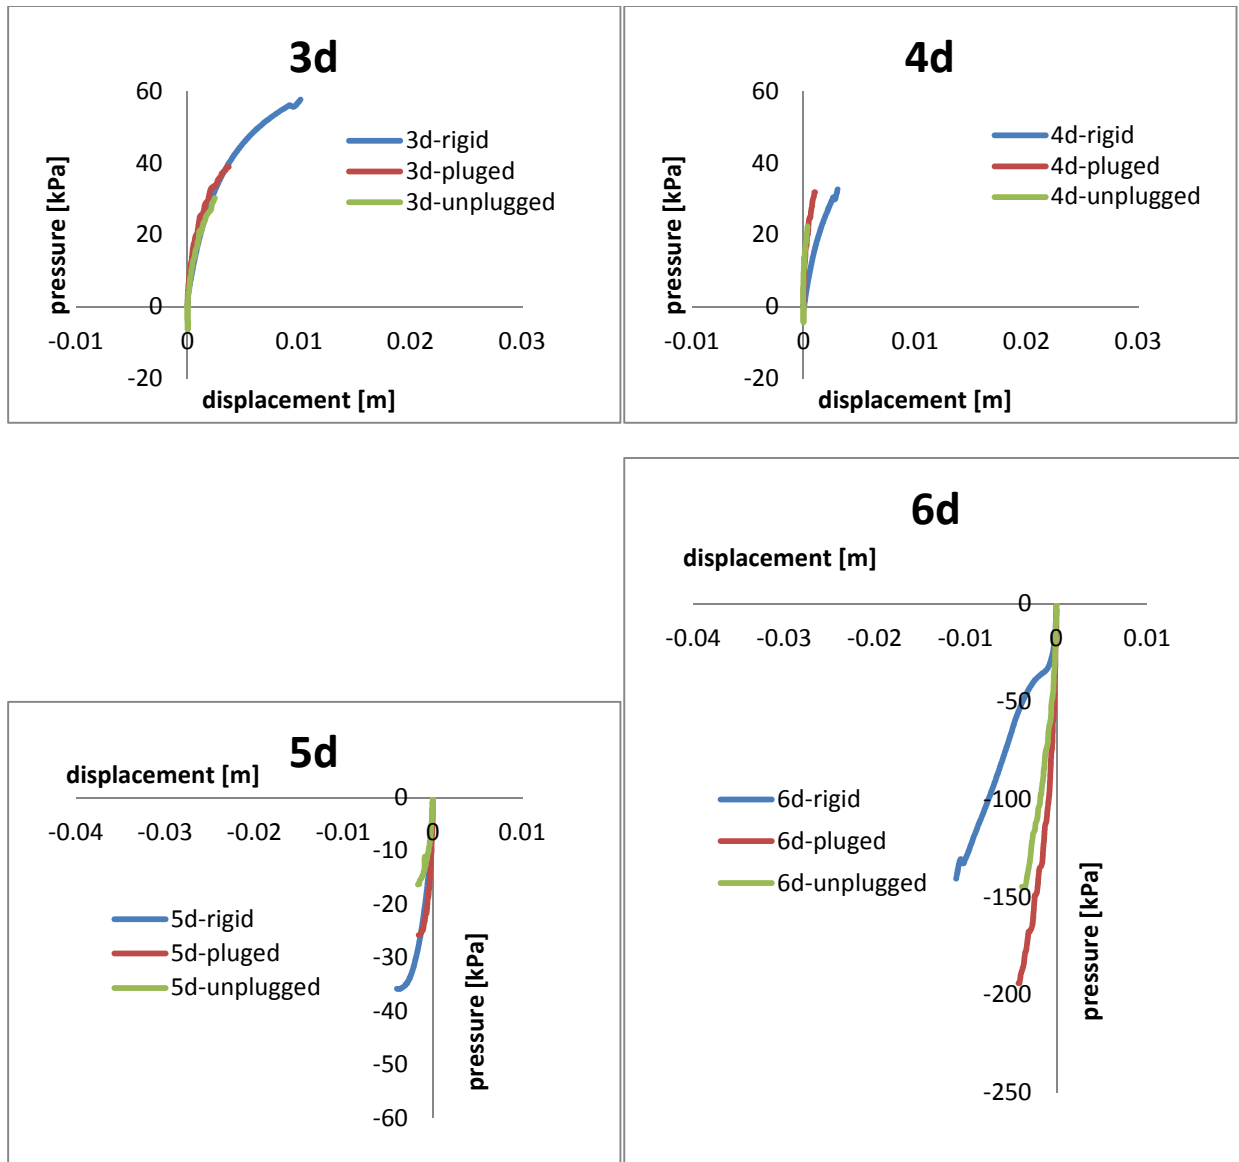 3d
60
40
20
0
-20
-0.01 0 0.01 0.02 0.03
pressure [kPa]
displacement [m]
3d-rigid
3d-pluged
3d-unplugged
4d
60
40
20
0
-20
-0.01 0 0.01 0.02 0.03
pressure [kPa]
displacement [m]
4d-rigid
4d-pluged
4d-unplugged
5d
displacement [m]
0
-0.04 -0.03 -0.02 -0.01 0 0.01
-10
-20
-30
-40
-50
-60
pressure [kPa]
5d-rigid
5d-pluged
5d-unplugged
6d
displacement [m]
0
-0.04 -0.03 -0.02 -0.01 0 0.01
-50
-100
-150
-200
-250
pressure [kPa]
6d-rigid
6d-pluged
6d-unplugged